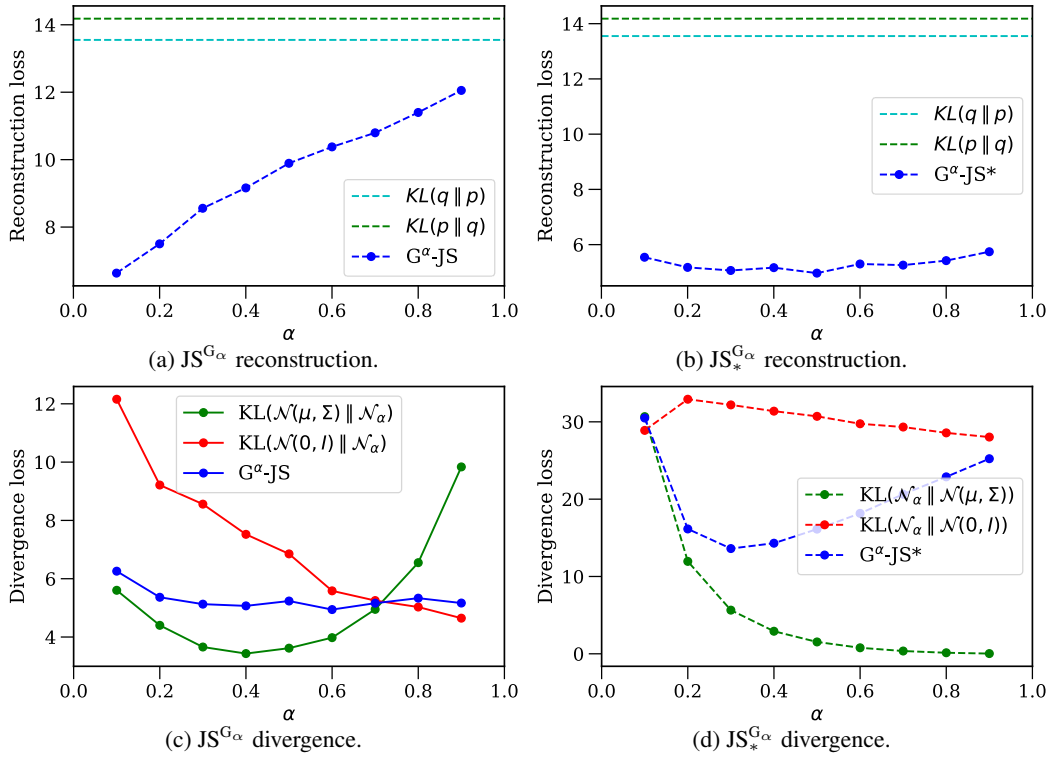 14
12
10
8
Reconstruction loss
KL(q ∥ p)
KL(p ∥ q)
G^α-JS
0.0 0.2 0.4 0.6 0.8 1.0
α
(a) JS^{G_α} reconstruction.
14
12
10
8
6
Reconstruction loss
KL(q ∥ p)
KL(p ∥ q)
G^α-JS*
0.0 0.2 0.4 0.6 0.8 1.0
α
(b) JS_*^{G_α} reconstruction.
12
10
8
6
4
Divergence loss
KL(𝒩(μ, Σ) ∥ 𝒩_α)
KL(𝒩(0, I) ∥ 𝒩_α)
G^α-JS
0.0 0.2 0.4 0.6 0.8 1.0
α
(c) JS^{G_α} divergence.
30
20
10
0
Divergence loss
KL(𝒩_α ∥ 𝒩(μ, Σ))
KL(𝒩_α ∥ 𝒩(0, I))
G^α-JS*
0.0 0.2 0.4 0.6 0.8 1.0
α
(d) JS_*^{G_α} divergence.